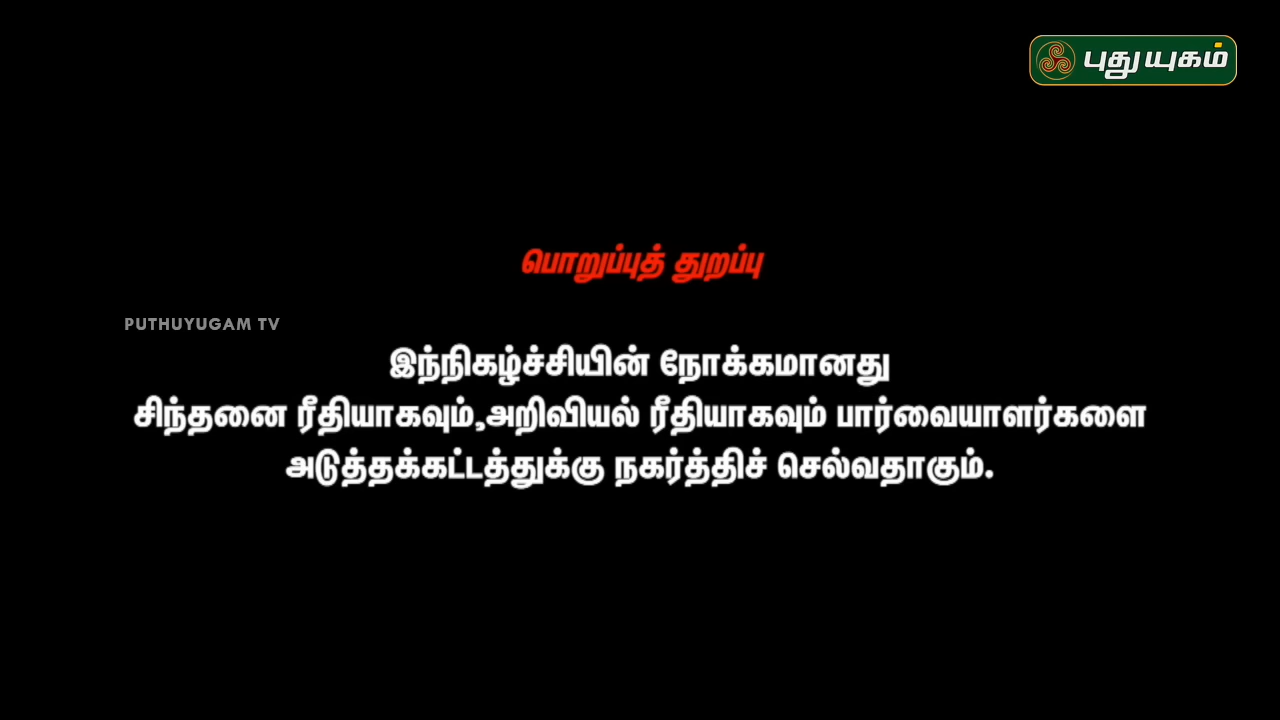 புதுயுகம்
பொறுப்புத் துறப்பு
PUTHUYUGAM TV
இந்நிகழ்ச்சியின் நோக்கமானது
சிந்தனை ரீதியாகவும்,அறிவியல் ரீதியாகவும் பார்வையாளர்களை
அடுத்தக்கட்டத்துக்கு நகர்த்திச் செல்வதாகும்.